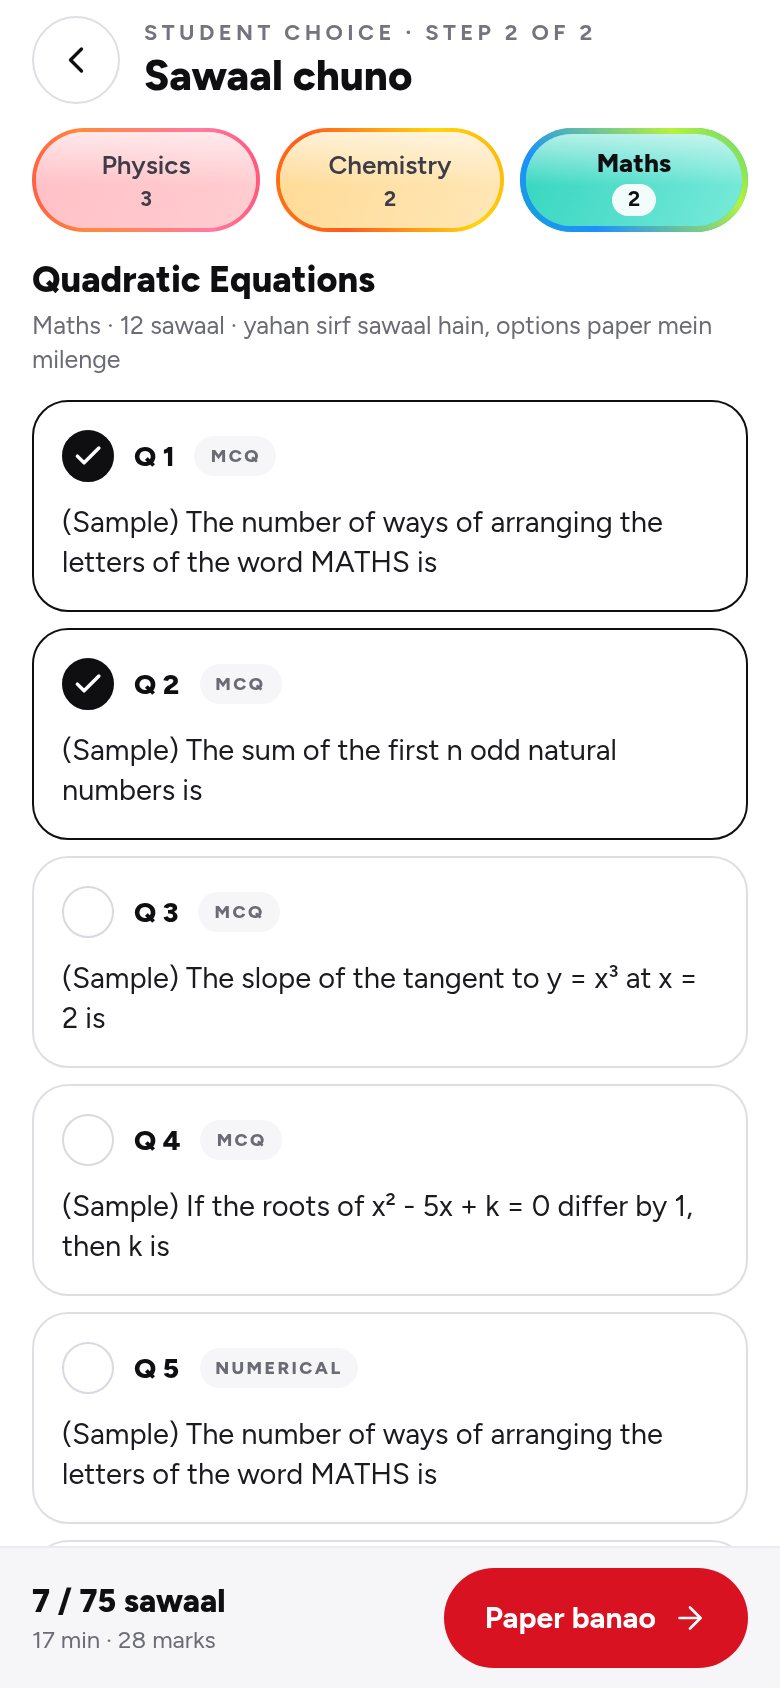 STUDENT CHOICE · STEP 2 OF 2
Sawaal chuno
Physics
3
Chemistry
2
Maths
2
Quadratic Equations
Maths · 12 sawaal · yahan sirf sawaal hain, options paper mein
milenge
Q 1 MCQ
(Sample) The number of ways of arranging the
letters of the word MATHS is
Q 2 MCQ
(Sample) The sum of the first n odd natural
numbers is
Q 3 MCQ
(Sample) The slope of the tangent to y = x³ at x =
2 is
Q 4 MCQ
(Sample) If the roots of x² - 5x + k = 0 differ by 1,
then k is
Q 5 NUMERICAL
(Sample) The number of ways of arranging the
letters of the word MATHS is
7 / 75 sawaal
17 min · 28 marks
Paper banao →